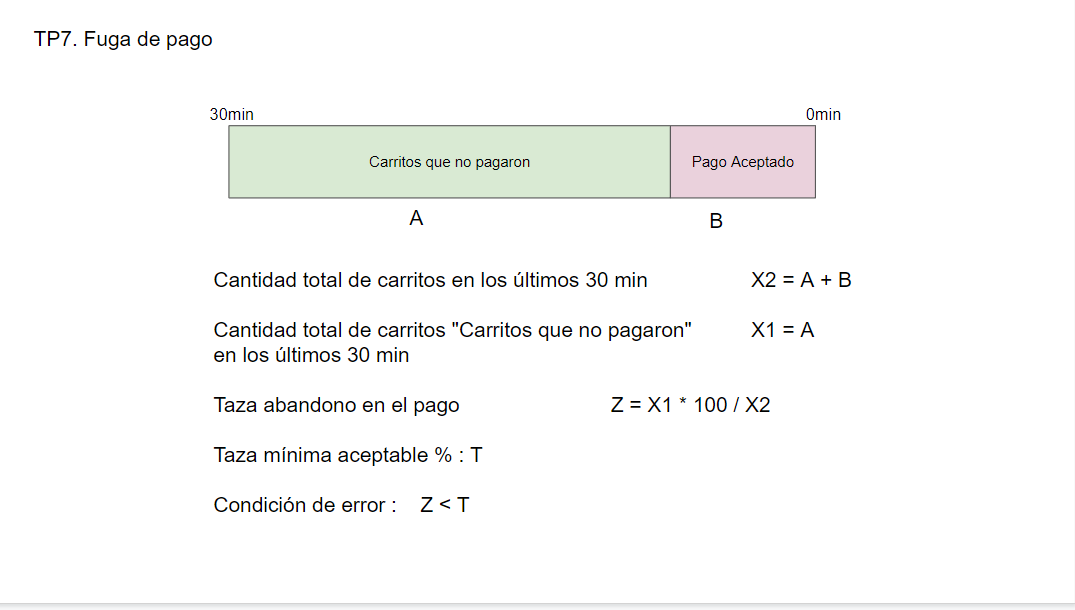 TP7. Fuga de pago
30min
0min
Carritos que no pagaron
Pago Aceptado
A
B
Cantidad total de carritos en los últimos 30 min X2 = A + B
Cantidad total de carritos "Carritos que no pagaron" X1 = A
en los últimos 30 min
Taza abandono en el pago Z = X1 * 100 / X2
Taza mínima aceptable % : T
Condición de error : Z < T